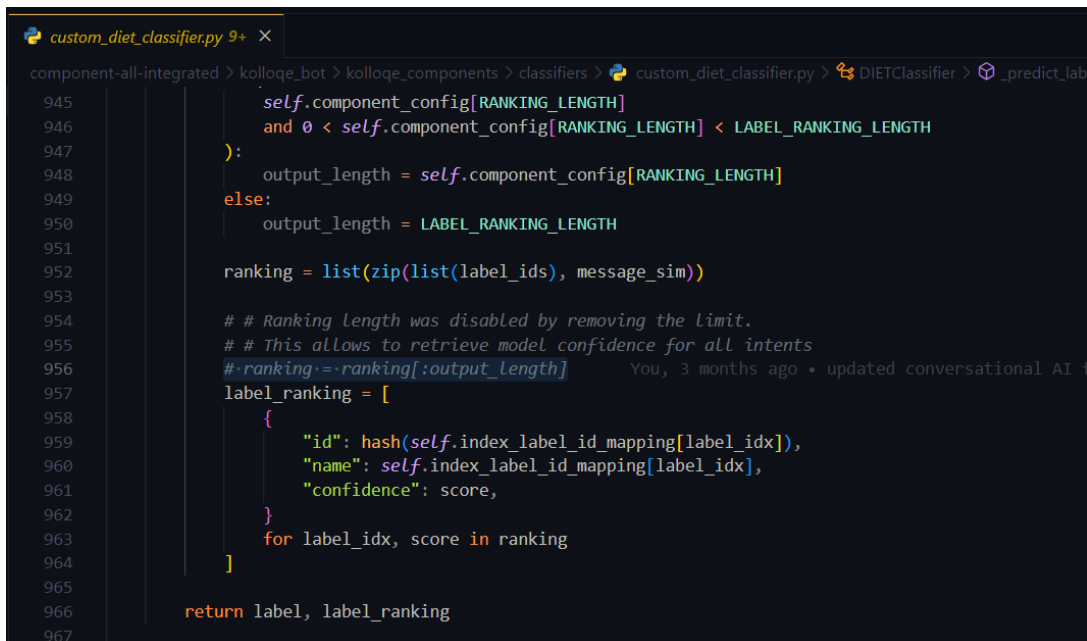 custom_diet_classifier.py 9+
component-all-integrated > kolloqe_bot > kolloqe_components > classifiers > custom_diet_classifier.py > DIETClassifier > _predict_lab
945 self.component_config[RANKING_LENGTH]
946 and 0 < self.component_config[RANKING_LENGTH] < LABEL_RANKING_LENGTH
947 ):
948 output_length = self.component_config[RANKING_LENGTH]
949 else:
950 output_length = LABEL_RANKING_LENGTH
951
952 ranking = list(zip(list(label_ids), message_sim))
953
954 # # Ranking length was disabled by removing the limit.
955 # # This allows to retrieve model confidence for all intents
956 # ranking = ranking[:output_length] You, 3 months ago • updated conversational AI
957 label_ranking = [
958 {
959 "id": hash(self.index_label_id_mapping[label_idx]),
960 "name": self.index_label_id_mapping[label_idx],
961 "confidence": score,
962 }
963 for label_idx, score in ranking
964 ]
965
966 return label, label_ranking
967